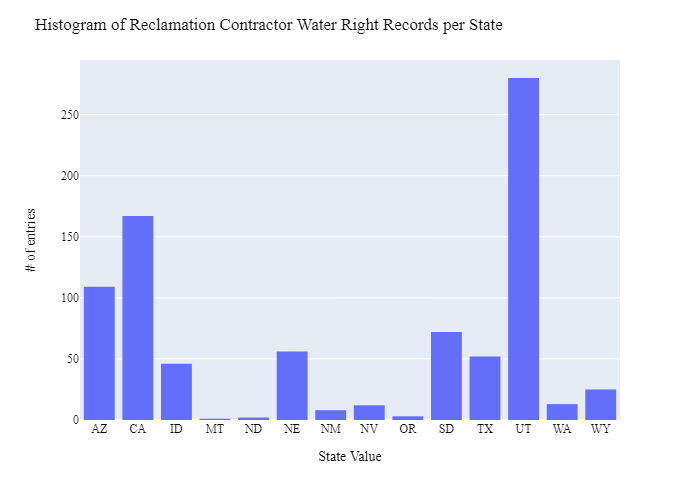 Histogram of Reclamation Contractor Water Right Records per State
# of entries
250
200
150
100
50
0
AZ CA ID MT ND NE NM NV OR SD TX UT WA WY
State Value